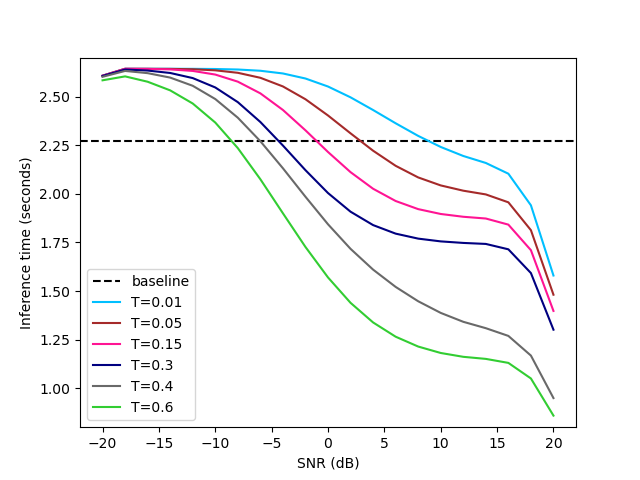 2.50
2.25
2.00
1.75
1.50
1.25
1.00
Inference time (seconds)
baseline
T=0.01
T=0.05
T=0.15
T=0.3
T=0.4
T=0.6
−20 −15 −10 −5 0 5 10 15 20
SNR (dB)